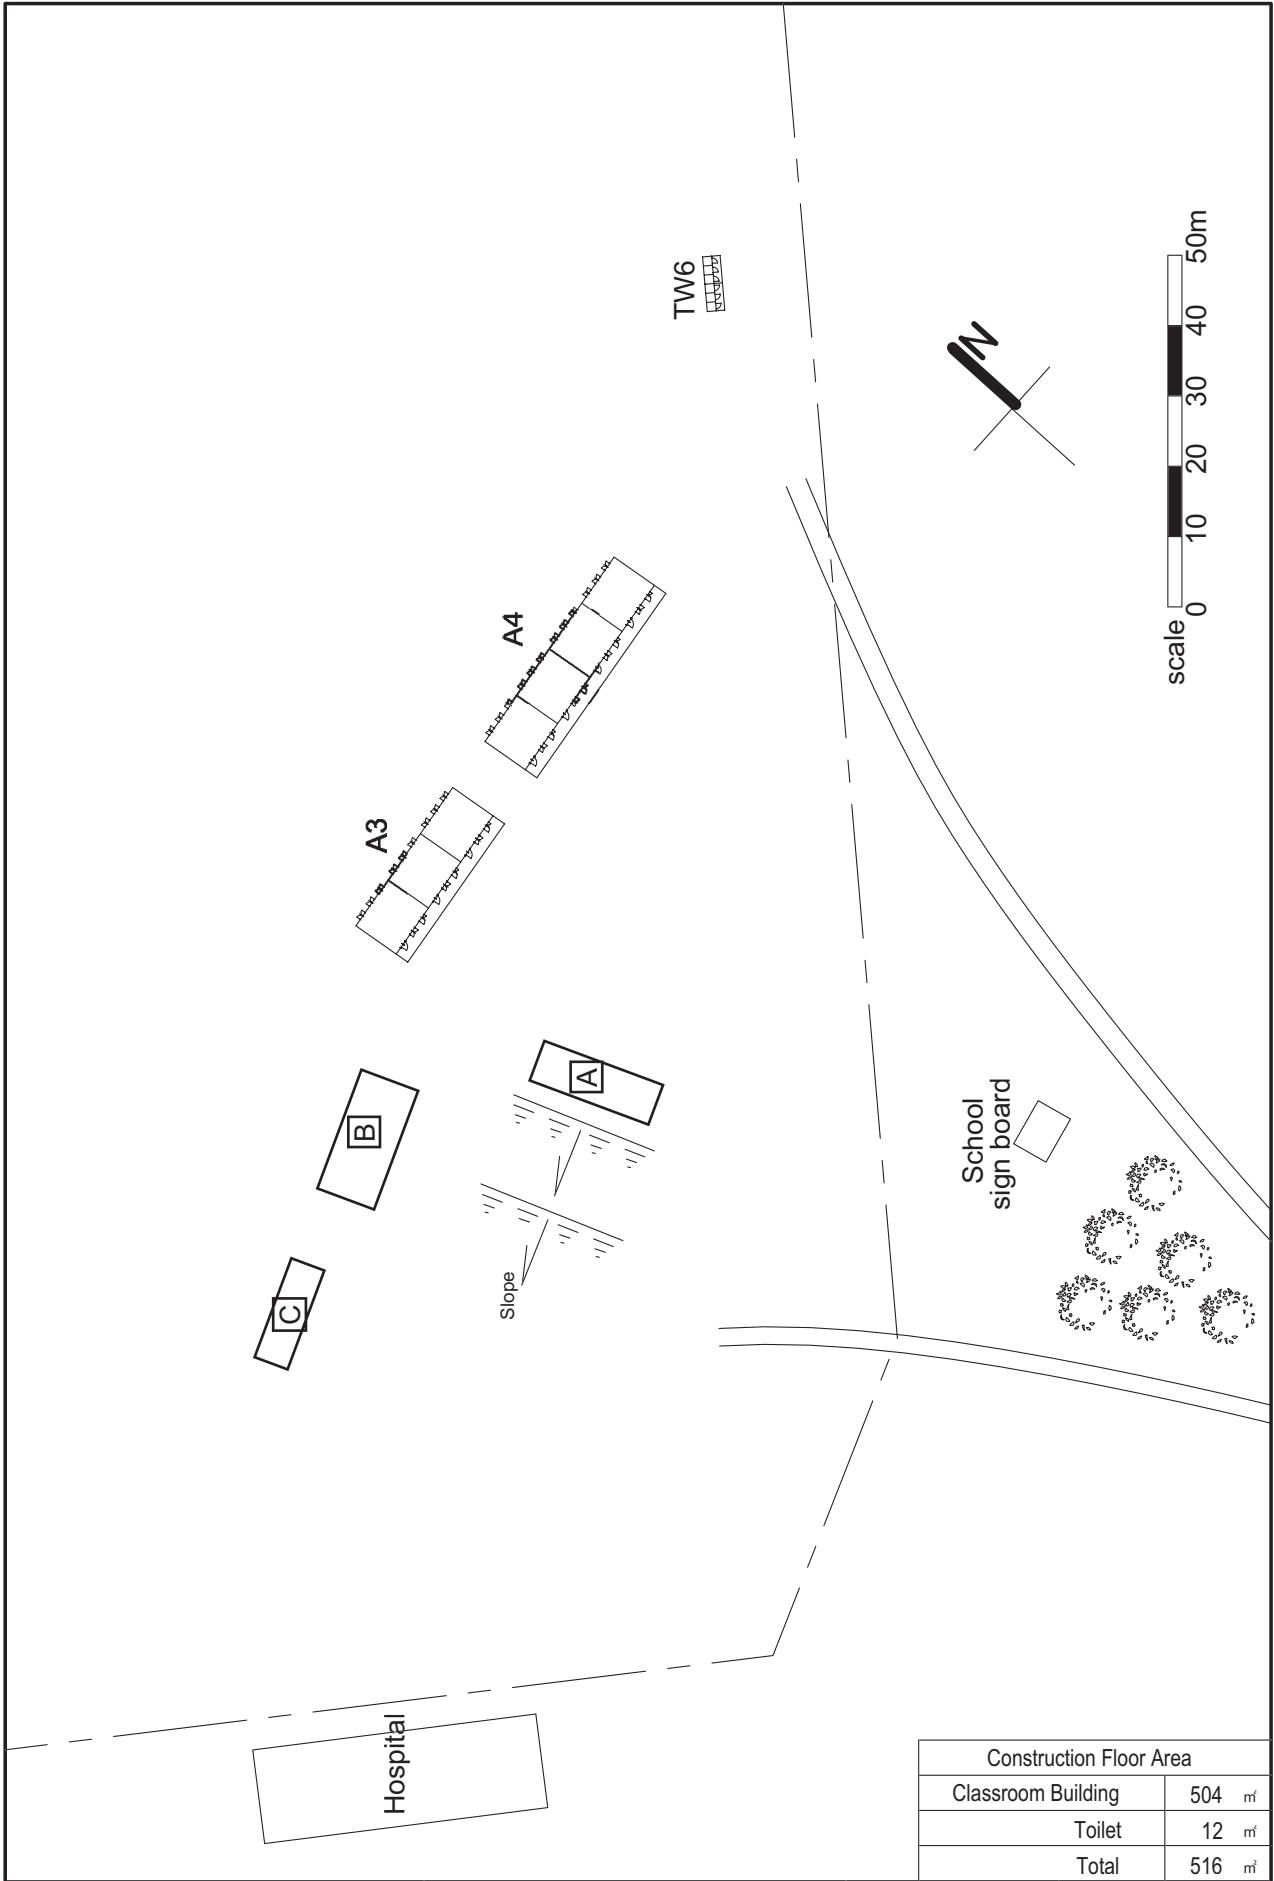 TW6
N
50m
40
30
20
10
0
scale
A4
A3
A
B
C
Slope
School
sign board
Hospital
Construction Floor Area
Classroom Building 504 ㎡
Toilet 12 ㎡
Total 516 ㎡